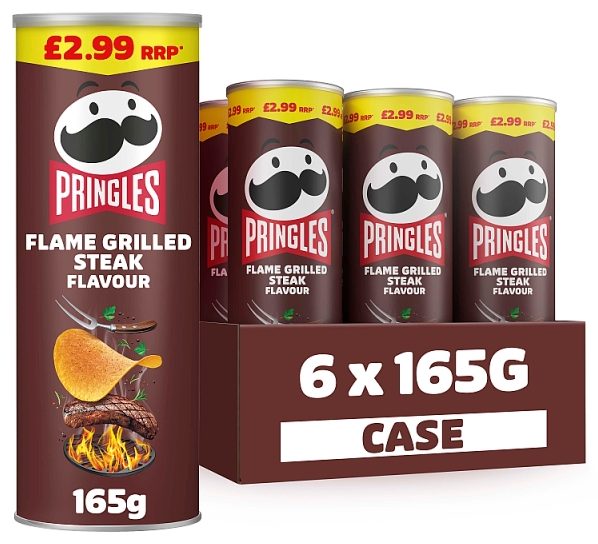 £2.99 RRP*
PRINGLES
FLAME GRILLED
STEAK
FLAVOUR
165g
£2.99 RRP*
£2.99 RRP*
£2.99 RRP*
PRINGLES
FLAME GRILLED
STEAK
FLAVOUR
PRINGLES
FLAME GRILLED
STEAK
FLAVOUR
PRINGLES
FLAME GRILLED
STEAK
FLAVOUR
6 x 165G
CASE